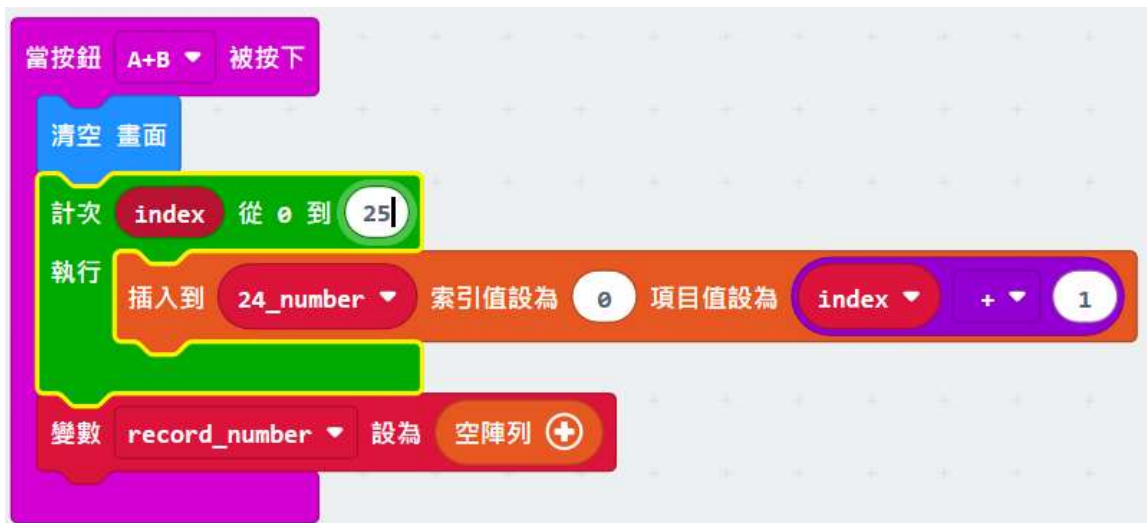 當按鈕 A+B 被按下
清空 畫面
計次 index 從 0 到 25
執行
插入到 24_number 索引值設為 0 項目值設為 index + 1
變數 record_number 設為 空陣列